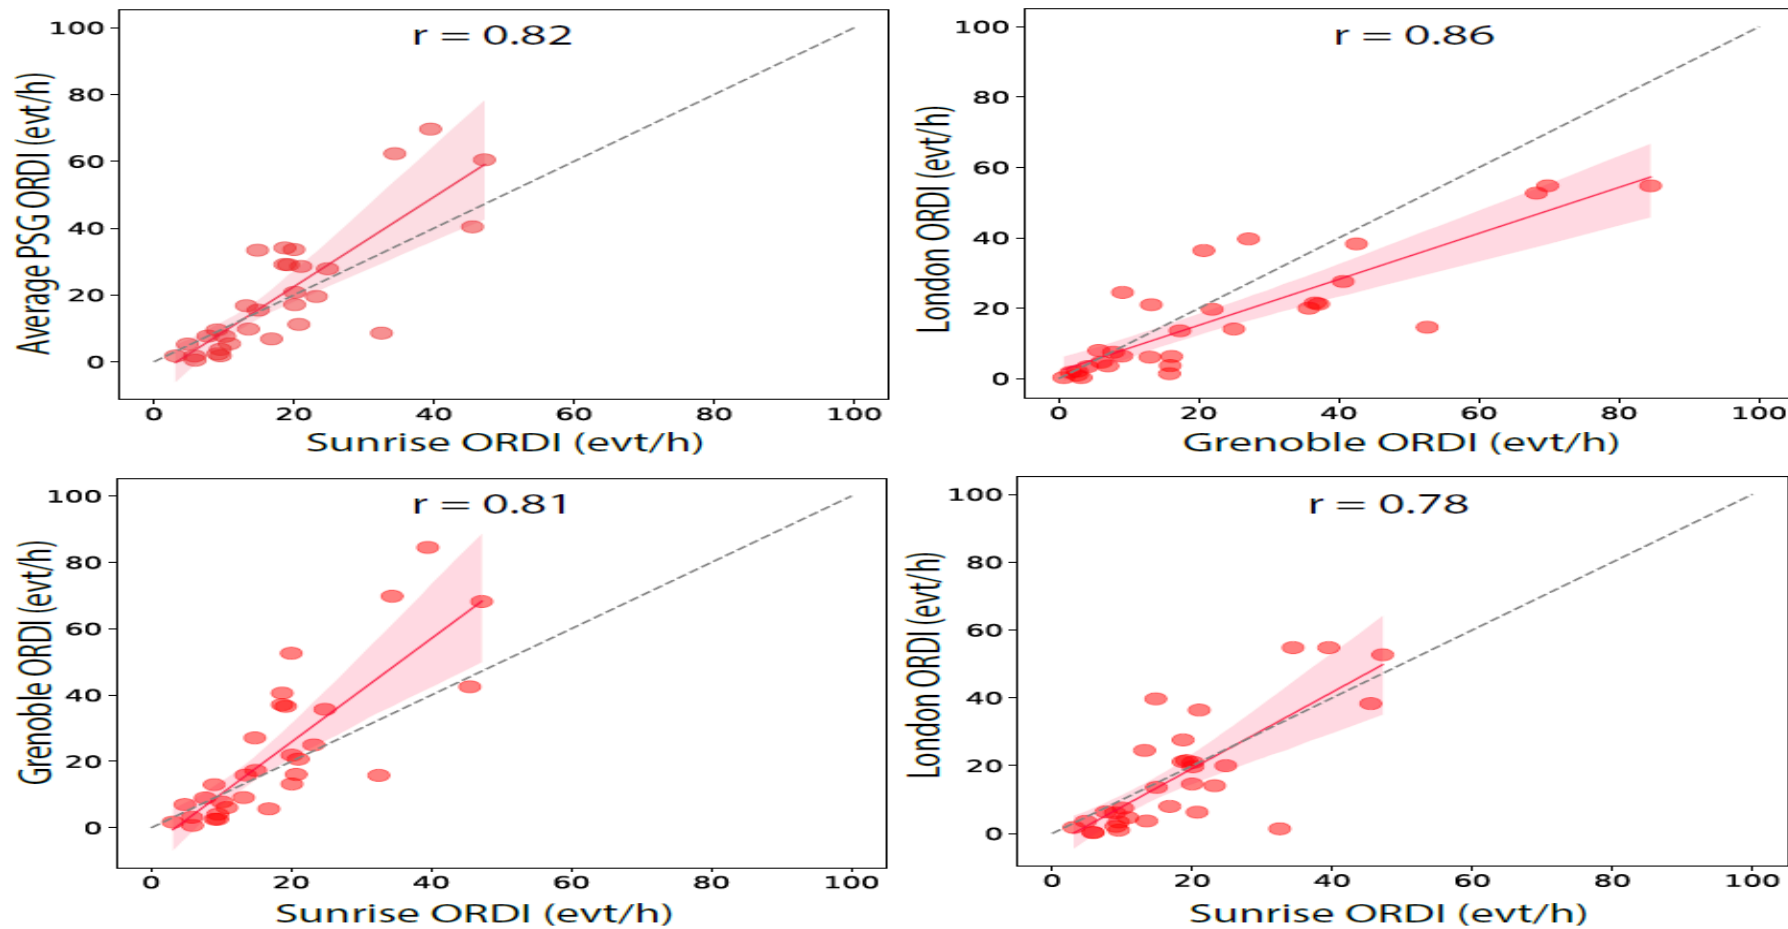 r = 0.82
Average PSG ORDI (evt/h)
100
80
60
40
20
0
0 20 40 60 80 100
Sunrise ORDI (evt/h)
r = 0.86
London ORDI (evt/h)
100
80
60
40
20
0
0 20 40 60 80 100
Grenoble ORDI (evt/h)
r = 0.81
Grenoble ORDI (evt/h)
100
80
60
40
20
0
0 20 40 60 80 100
Sunrise ORDI (evt/h)
r = 0.78
London ORDI (evt/h)
100
80
60
40
20
0
0 20 40 60 80 100
Sunrise ORDI (evt/h)